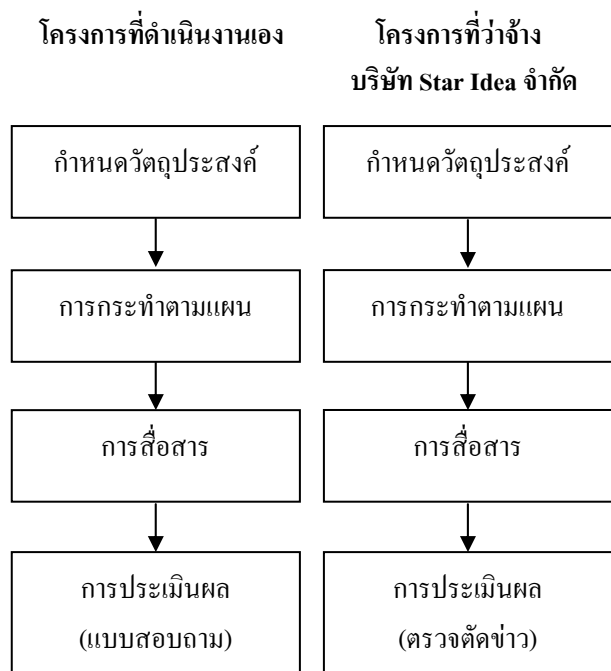 โครงการที่ดำเนินงานเอง
โครงการที่ว่าจ้าง
บริษัท Star Idea จำกัด
กำหนดวัตถุประสงค์
กำหนดวัตถุประสงค์
การกระทำตามแผน
การกระทำตามแผน
การสื่อสาร
การสื่อสาร
การประเมินผล
(แบบสอบถาม)
การประเมินผล
(ตรวจตัดข่าว)